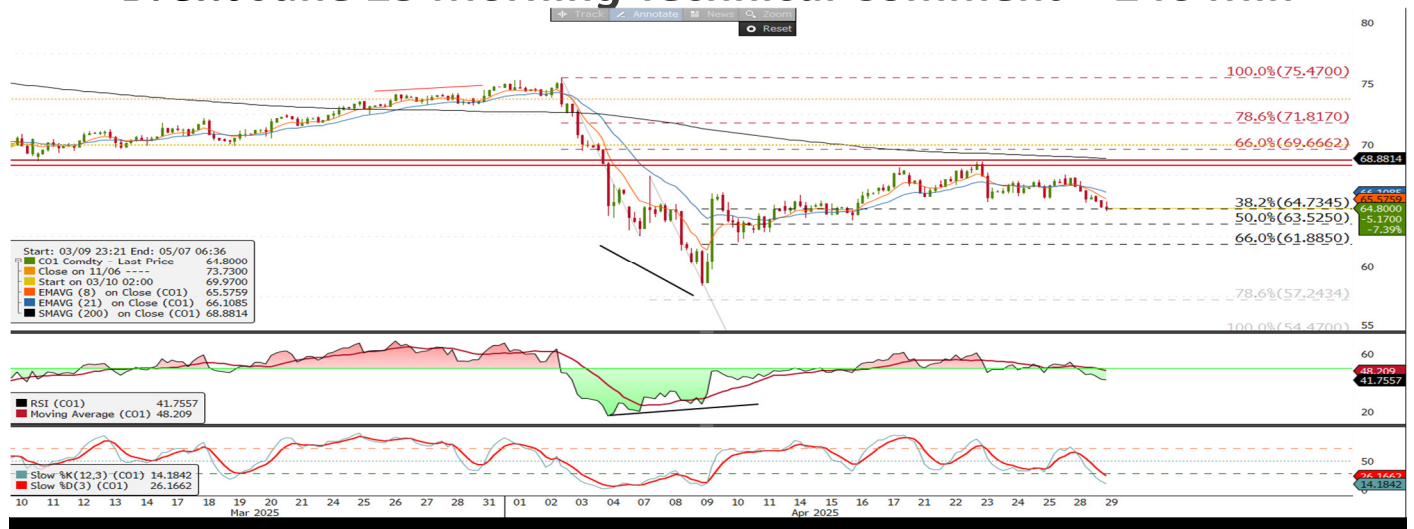 Brent June 25 Morning Technical Comment – 240 min
Track Annotate News Zoom
Reset
80
100.0%(75.4700)
75
78.6%(71.8170)
70
66.0%(69.6662)
68.8814
66.1085
65.5759
38.2%(64.7345)
64.8000
-5.1700
-7.39%
50.0%(63.5250)
66.0%(61.8850)
60
78.6%(57.2434)
100.0%(54.4700)
55
Start: 03/09 23:21 End: 05/07 06:36
CO1 Comdty - Last Price 64.8000
Close on 11/06 ---- 73.7300
Start on 03/10 02:00 69.9700
EMAVG (8) on Close (CO1) 65.5759
EMAVG (21) on Close (CO1) 66.1085
SMAVG (200) on Close (CO1) 68.8814
60
48.209
41.7557
20
RSI (CO1) 41.7557
Moving Average (CO1) 48.209
50
26.1662
14.1842
0
Slow %K(12,3) (CO1) 14.1842
Slow %D(3) (CO1) 26.1662
10 11 12 13 14 17 18 19 20 21 24 25 26 27 28 31 01 02 03 04 07 08 09 10 11 14 15 16 17 21 22 23 24 25 28 29
Mar 2025 Apr 2025